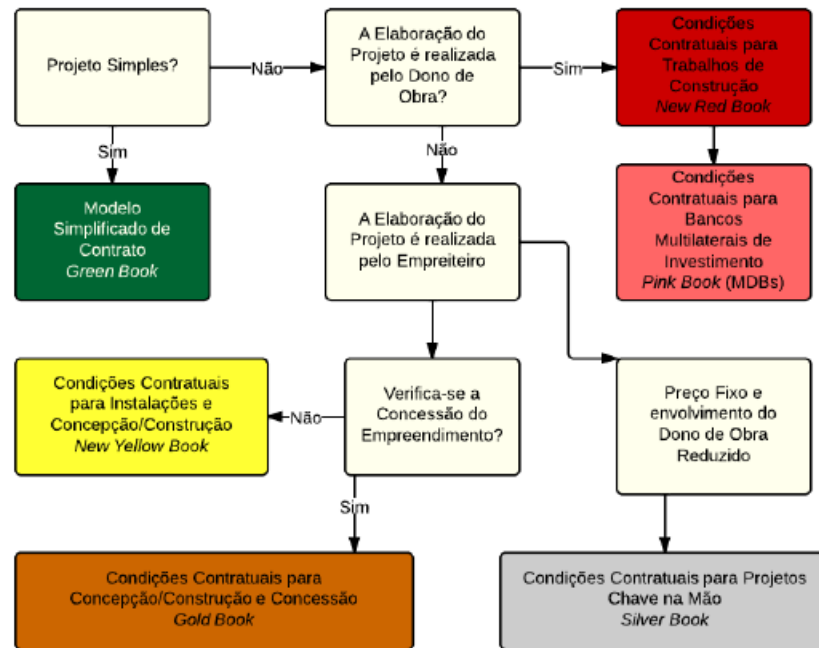 Projeto Simples?
Não
A Elaboração do
Projeto é realizada
pelo Dono de
Obra?
Sim
Condições
Contratuais para
Trabalhos de
Construção
New Red Book
Sim
Não
Modelo
Simplificado de
Contrato
Green Book
A Elaboração do
Projeto é realizada
pelo Empreiteiro
Condições
Contratuais para
Bancos
Multilaterais de
Investimento
Pink Book (MDBs)
Condições Contratuais
para Instalações e
Concepção/Construção
New Yellow Book
Não
Verifica-se a
Concessão do
Empreendimento?
Preço Fixo e
envolvimento do
Dono de Obra
Reduzido
Sim
Condições Contratuais para
Concepção/Construção e Concessão
Gold Book
Condições Contratuais para Projetos
Chave na Mão
Silver Book